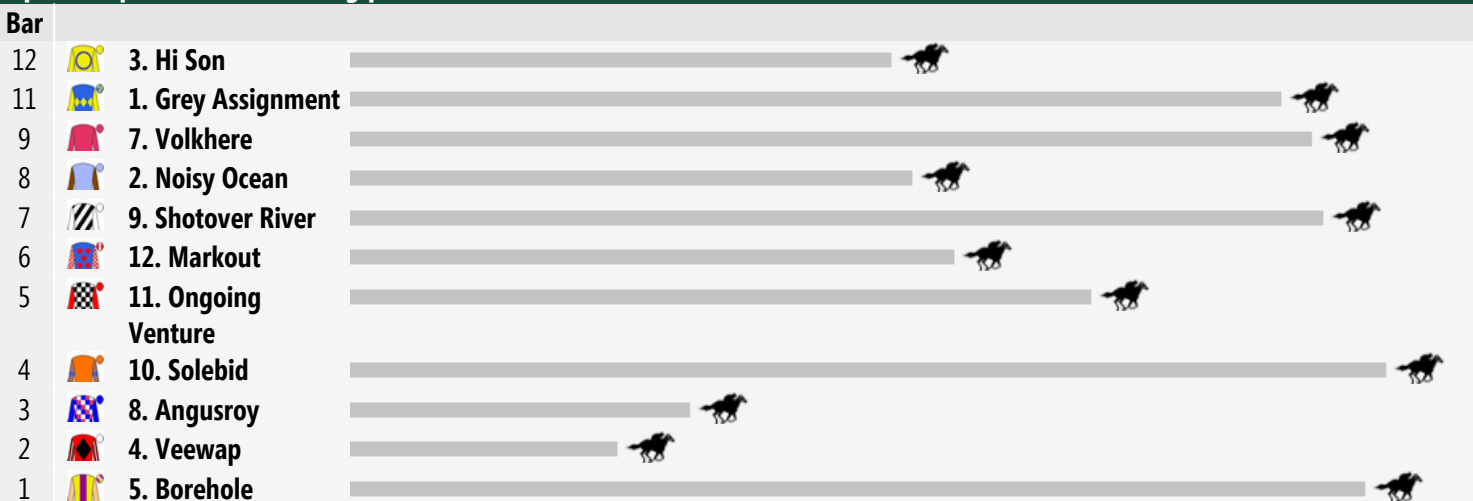 Bar
12 3. Hi Son
11 1. Grey Assignment
9 7. Volkhere
8 2. Noisy Ocean
7 9. Shotover River
6 12. Markout
5 11. Ongoing
Venture
4 10. Solebid
3 8. Angusroy
2 4. Veewap
1 5. Borehole